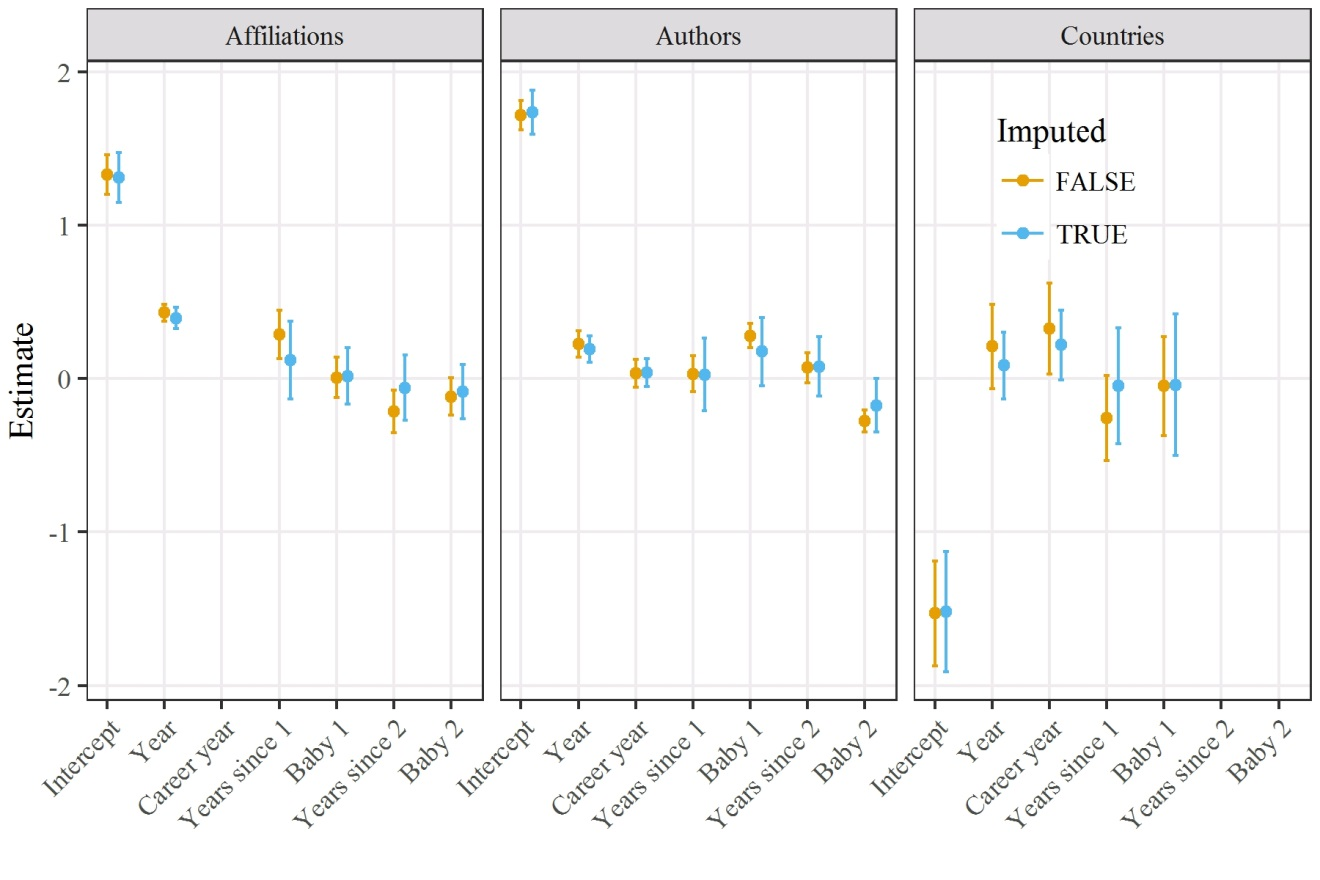 Affiliations
Authors
Countries
Estimate
2
1
0
-1
-2
Imputed
FALSE
TRUE
Intercept
Year
Career year
Years since 1
Baby 1
Years since 2
Baby 2
Intercept
Year
Career year
Years since 1
Baby 1
Years since 2
Baby 2
Intercept
Year
Career year
Years since 1
Baby 1
Years since 2
Baby 2